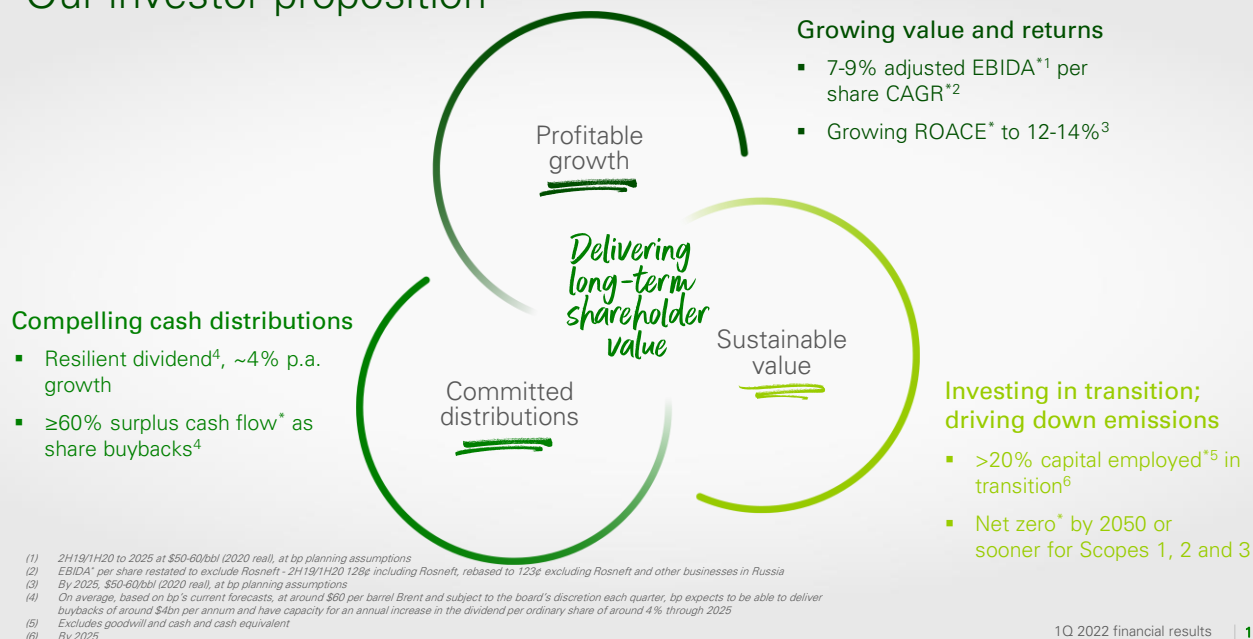 Our investor proposition
Growing value and returns
▪ 7-9% adjusted EBIDA*1 per
share CAGR*2
▪ Growing ROACE* to 12-14%3
Profitable
growth
Delivering
long-term
shareholder
value
Compelling cash distributions
▪ Resilient dividend4, ~4% p.a.
growth
▪ ≥60% surplus cash flow* as
share buybacks4
Committed
distributions
Sustainable
value
Investing in transition;
driving down emissions
▪ >20% capital employed*5 in
transition6
▪ Net zero* by 2050 or
sooner for Scopes 1, 2 and 3
(1) 2H19/1H20 to 2025 at $50-60/bbl (2020 real), at bp planning assumptions
(2) EBIDA* per share restated to exclude Rosneft - 2H19/1H20 128¢ including Rosneft, rebased to 123¢ excluding Rosneft and other businesses in Russia
(3) By 2025, $50-60/bbl (2020 real), at bp planning assumptions
(4) On average, based on bp's current forecasts, at around $60 per barrel Brent and subject to the board's discretion each quarter, bp expects to be able to deliver
buybacks of around $4bn per annum and have capacity for an annual increase in the dividend per ordinary share of around 4% through 2025
(5) Excludes goodwill and cash and cash equivalent
(6) By 2025
1Q 2022 financial results